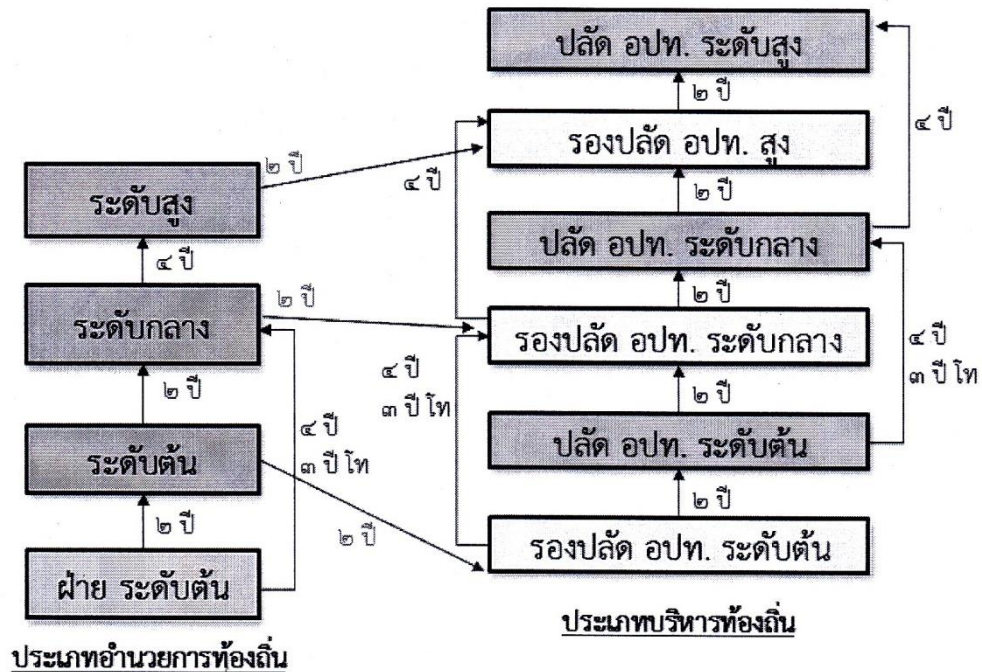 ปลัด อปท. ระดับสูง
๒ ปี
๔ ปี
รองปลัด อปท. สูง
๒ ปี
๔ ปี
๒ ปี
ระดับสูง
ปลัด อปท. ระดับกลาง
๔ ปี
๒ ปี
๒ ปี
ระดับกลาง
รองปลัด อปท. ระดับกลาง
๔ ปี
๓ ปี โท
๔ ปี
๓ ปี โท
๒ ปี
๒ ปี
๔ ปี
๓ ปี โท
ระดับต้น
ปลัด อปท. ระดับต้น
๒ ปี
๒ ปี
๒ ปี
ฝ่าย ระดับต้น
รองปลัด อปท. ระดับต้น
ประเภทอำนวยการท้องถิ่น
ประเภทบริหารท้องถิ่น